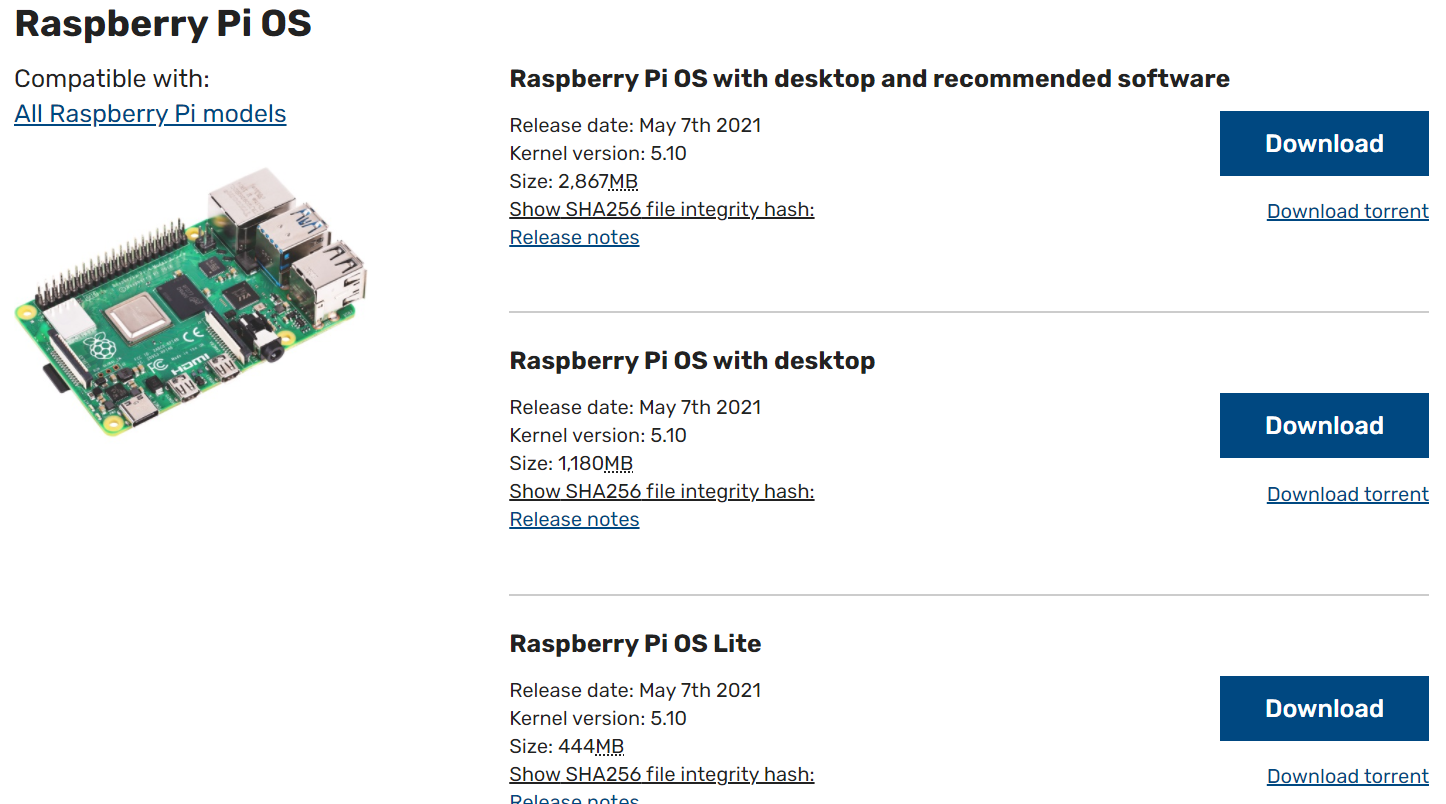 Raspberry Pi OS
Compatible with:
All Raspberry Pi models
HDMI
FC CE
Raspberry Pi OS with desktop and recommended software
Release date: May 7th 2021
Kernel version: 5.10
Size: 2,867MB
Show SHA256 file integrity hash:
Release notes
Download
Download torrent
Raspberry Pi OS with desktop
Release date: May 7th 2021
Kernel version: 5.10
Size: 1,180MB
Show SHA256 file integrity hash:
Release notes
Download
Download torrent
Raspberry Pi OS Lite
Release date: May 7th 2021
Kernel version: 5.10
Size: 444MB
Show SHA256 file integrity hash:
Release notes
Download
Download torrent